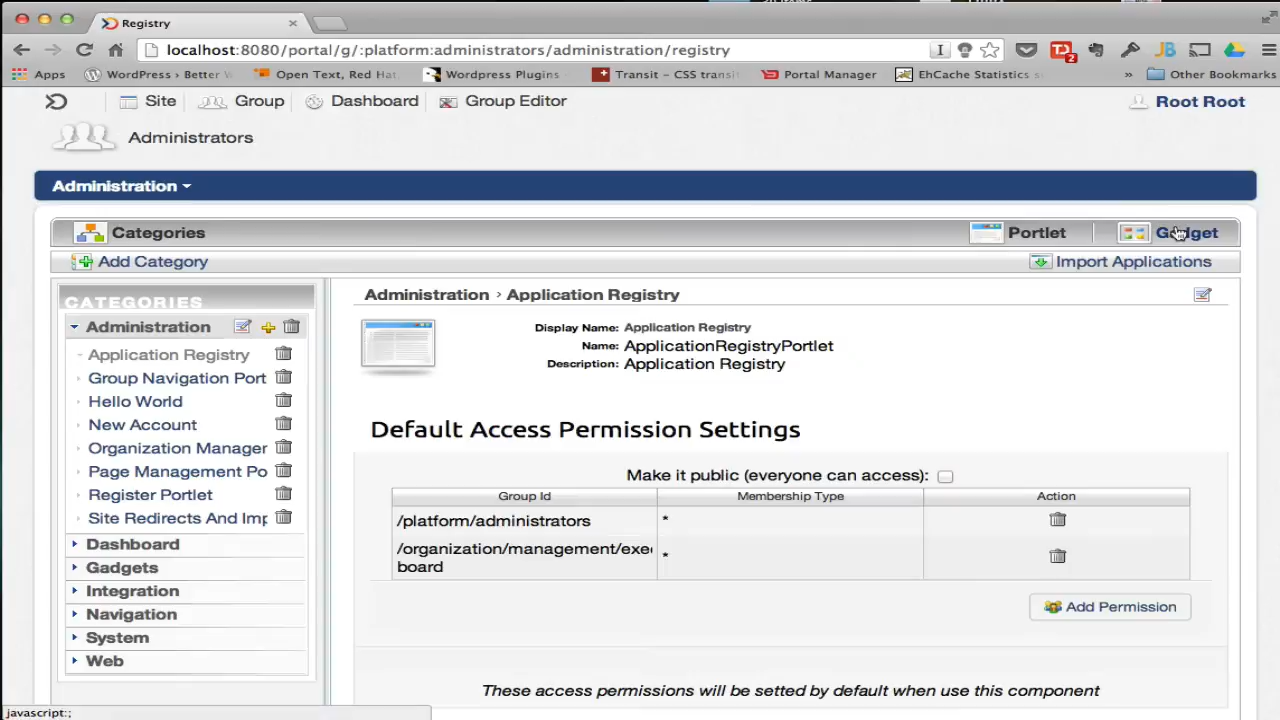 Registry
localhost:8080/portal/g/:platform:administrators/administration/registry
2
Apps WordPress › Better Open Text, Red Hat, Wordpress Plugins Transit – CSS transit Portal Manager EhCache Statistics » Other Bookmarks
Site Group Dashboard Group Editor Root Root
Administrators
Administration
Categories Portlet Gadget
Add Category Import Applications
CATEGORIES
Administration
Application Registry
Group Navigation Port
Hello World
New Account
Organization Manager
Page Management Po
Register Portlet
Site Redirects And Imp
Dashboard
Gadgets
Integration
Navigation
System
Web
Administration › Application Registry
Display Name: Application Registry
Name: ApplicationRegistryPortlet
Description: Application Registry
Default Access Permission Settings
Make it public (everyone can access):
Group Id Membership Type Action
/platform/administrators *
/organization/management/exec
board *
Add Permission
These access permissions will be setted by default when use this component
javascript:;